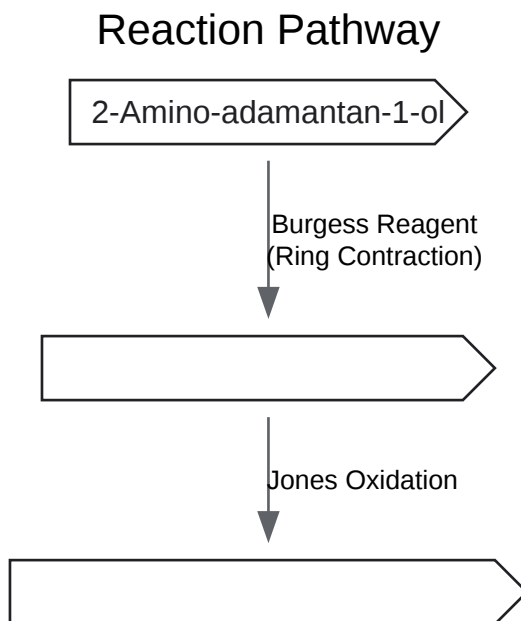 Reaction Pathway
2-Amino-adamantan-1-ol
Burgess Reagent
(Ring Contraction)
Jones Oxidation